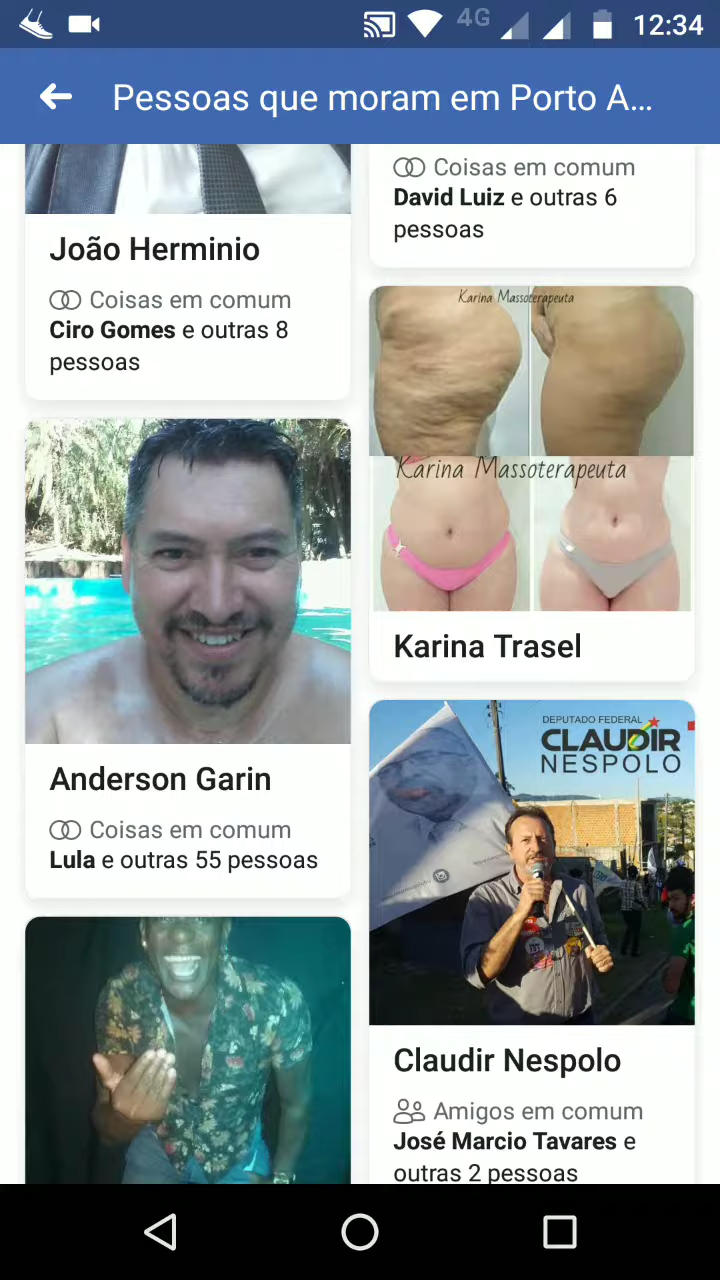 4G
12:34
Pessoas que moram em Porto A...
João Herminio
Coisas em comum
Ciro Gomes e outras 8
pessoas
Anderson Garin
Coisas em comum
Lula e outras 55 pessoas
Coisas em comum
David Luiz e outras 6
pessoas
Karina Massoterapeuta
Karina Massoterapeuta
Karina Trasel
DEPUTADO FEDERAL
CLAUDIR
NESPOLO
Claudir Nespolo
Amigos em comum
José Marcio Tavares e
outras 2 pessoas